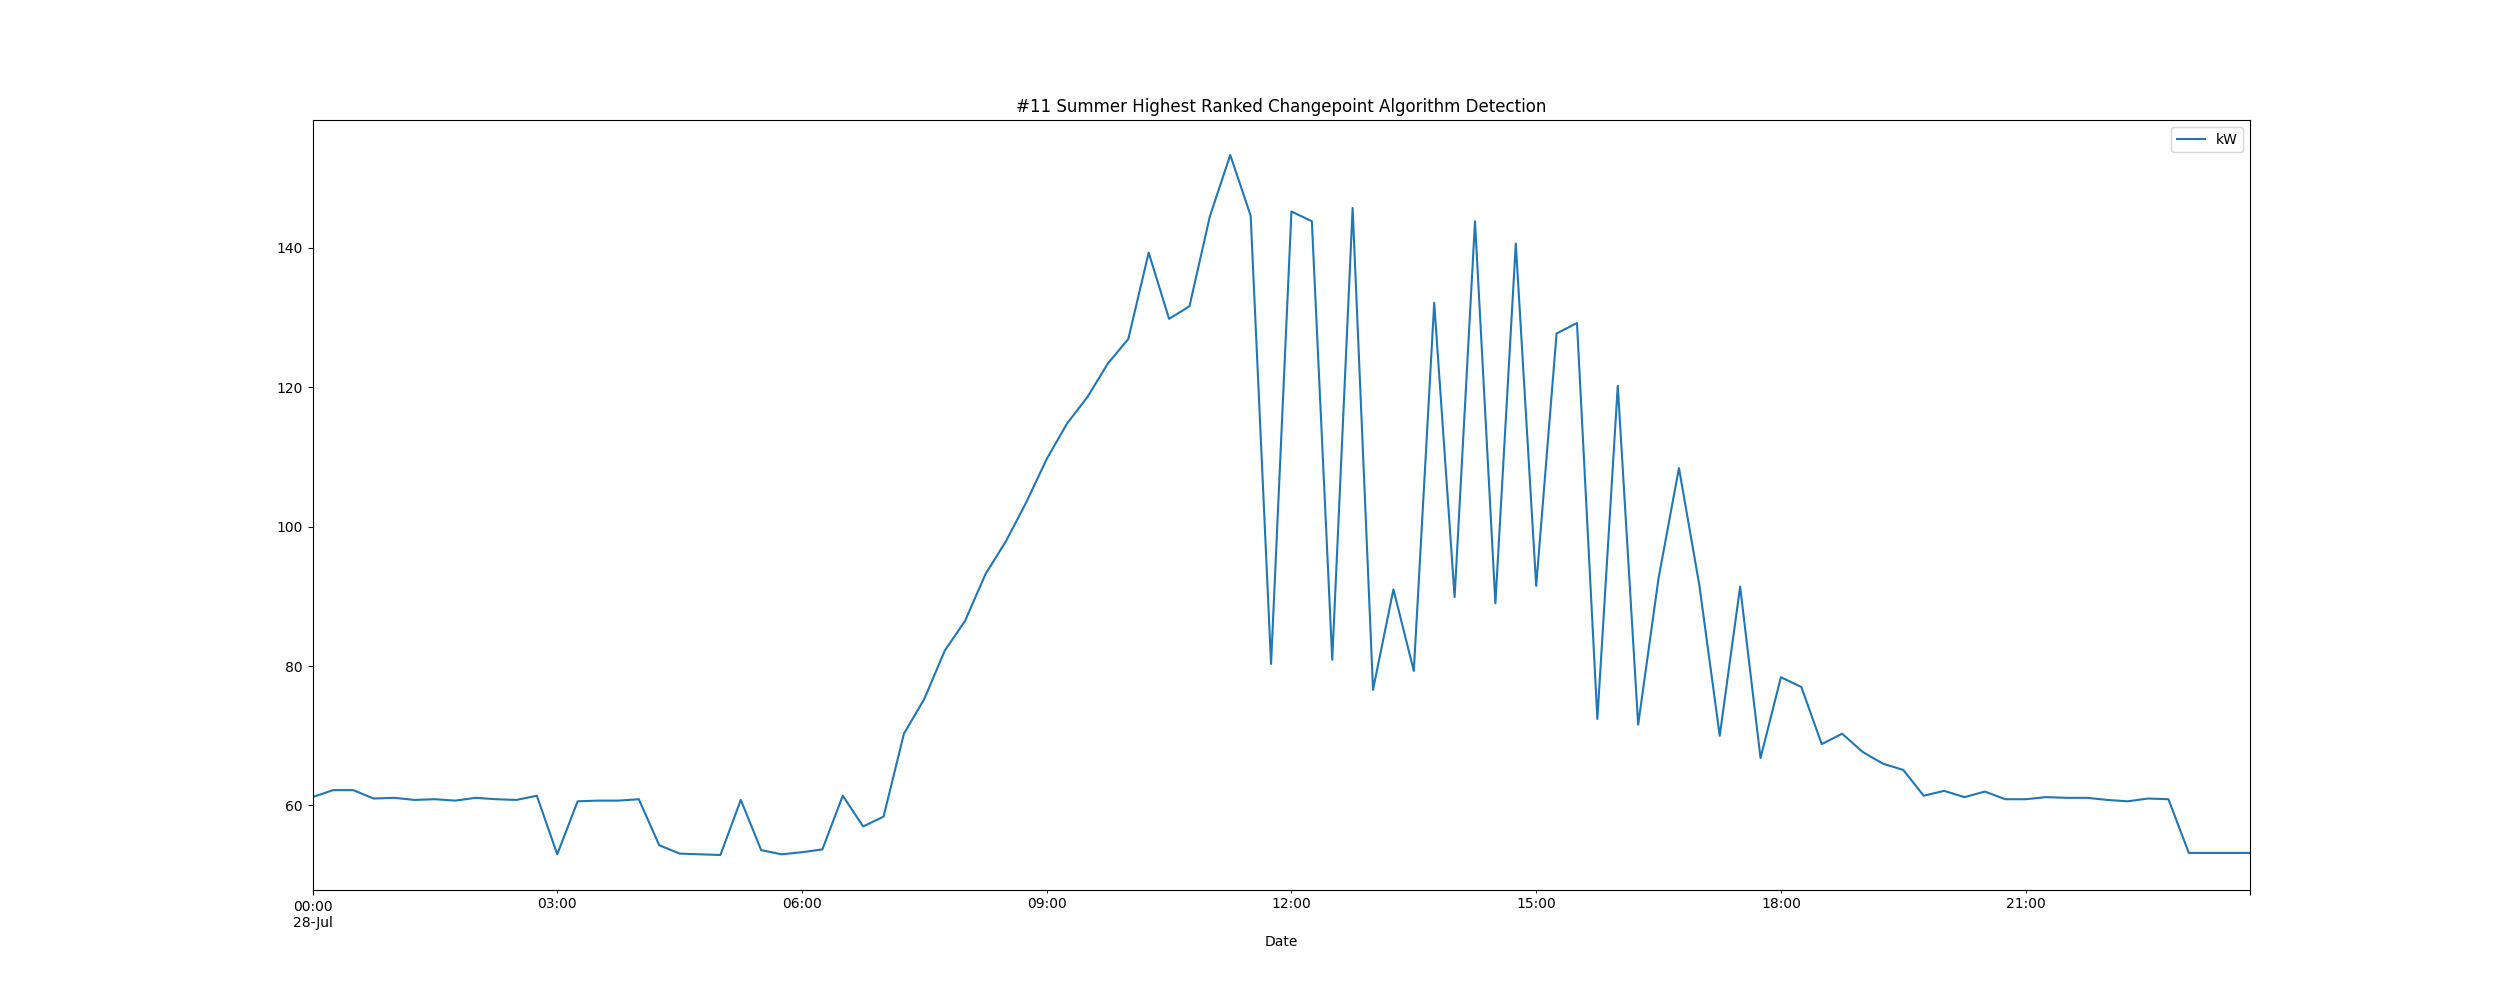 #11 Summer Highest Ranked Changepoint Algorithm Detection
kW
140
120
100
80
60
00:00 03:00 06:00 09:00 12:00 15:00 18:00 21:00
28-Jul
Date